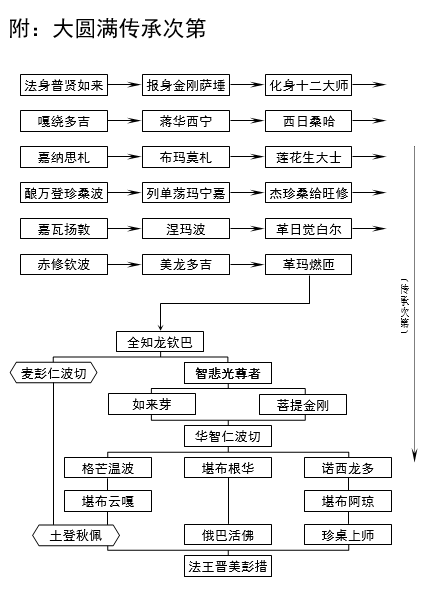 附：大圆满传承次第
法身普贤如来 报身金刚萨埵 化身十二大师
嘎绕多吉 蒋华西宁 西日桑哈
嘉纳思札 布玛莫札 莲花生大士
酿万登珍桑波 列单荡玛宁嘉 杰珍桑给旺修
嘉瓦扬敦 涅玛波 革日觉白尔
赤修钦波 美龙多吉 革玛燃匝
全知龙钦巴
麦彭仁波切 智悲光尊者
如来芽 菩提金刚
华智仁波切
格芒温波 堪布根华 诺西龙多
堪布云嘎 堪布阿琼
土登秋佩 俄巴活佛 珍桌上师
法王晋美彭措